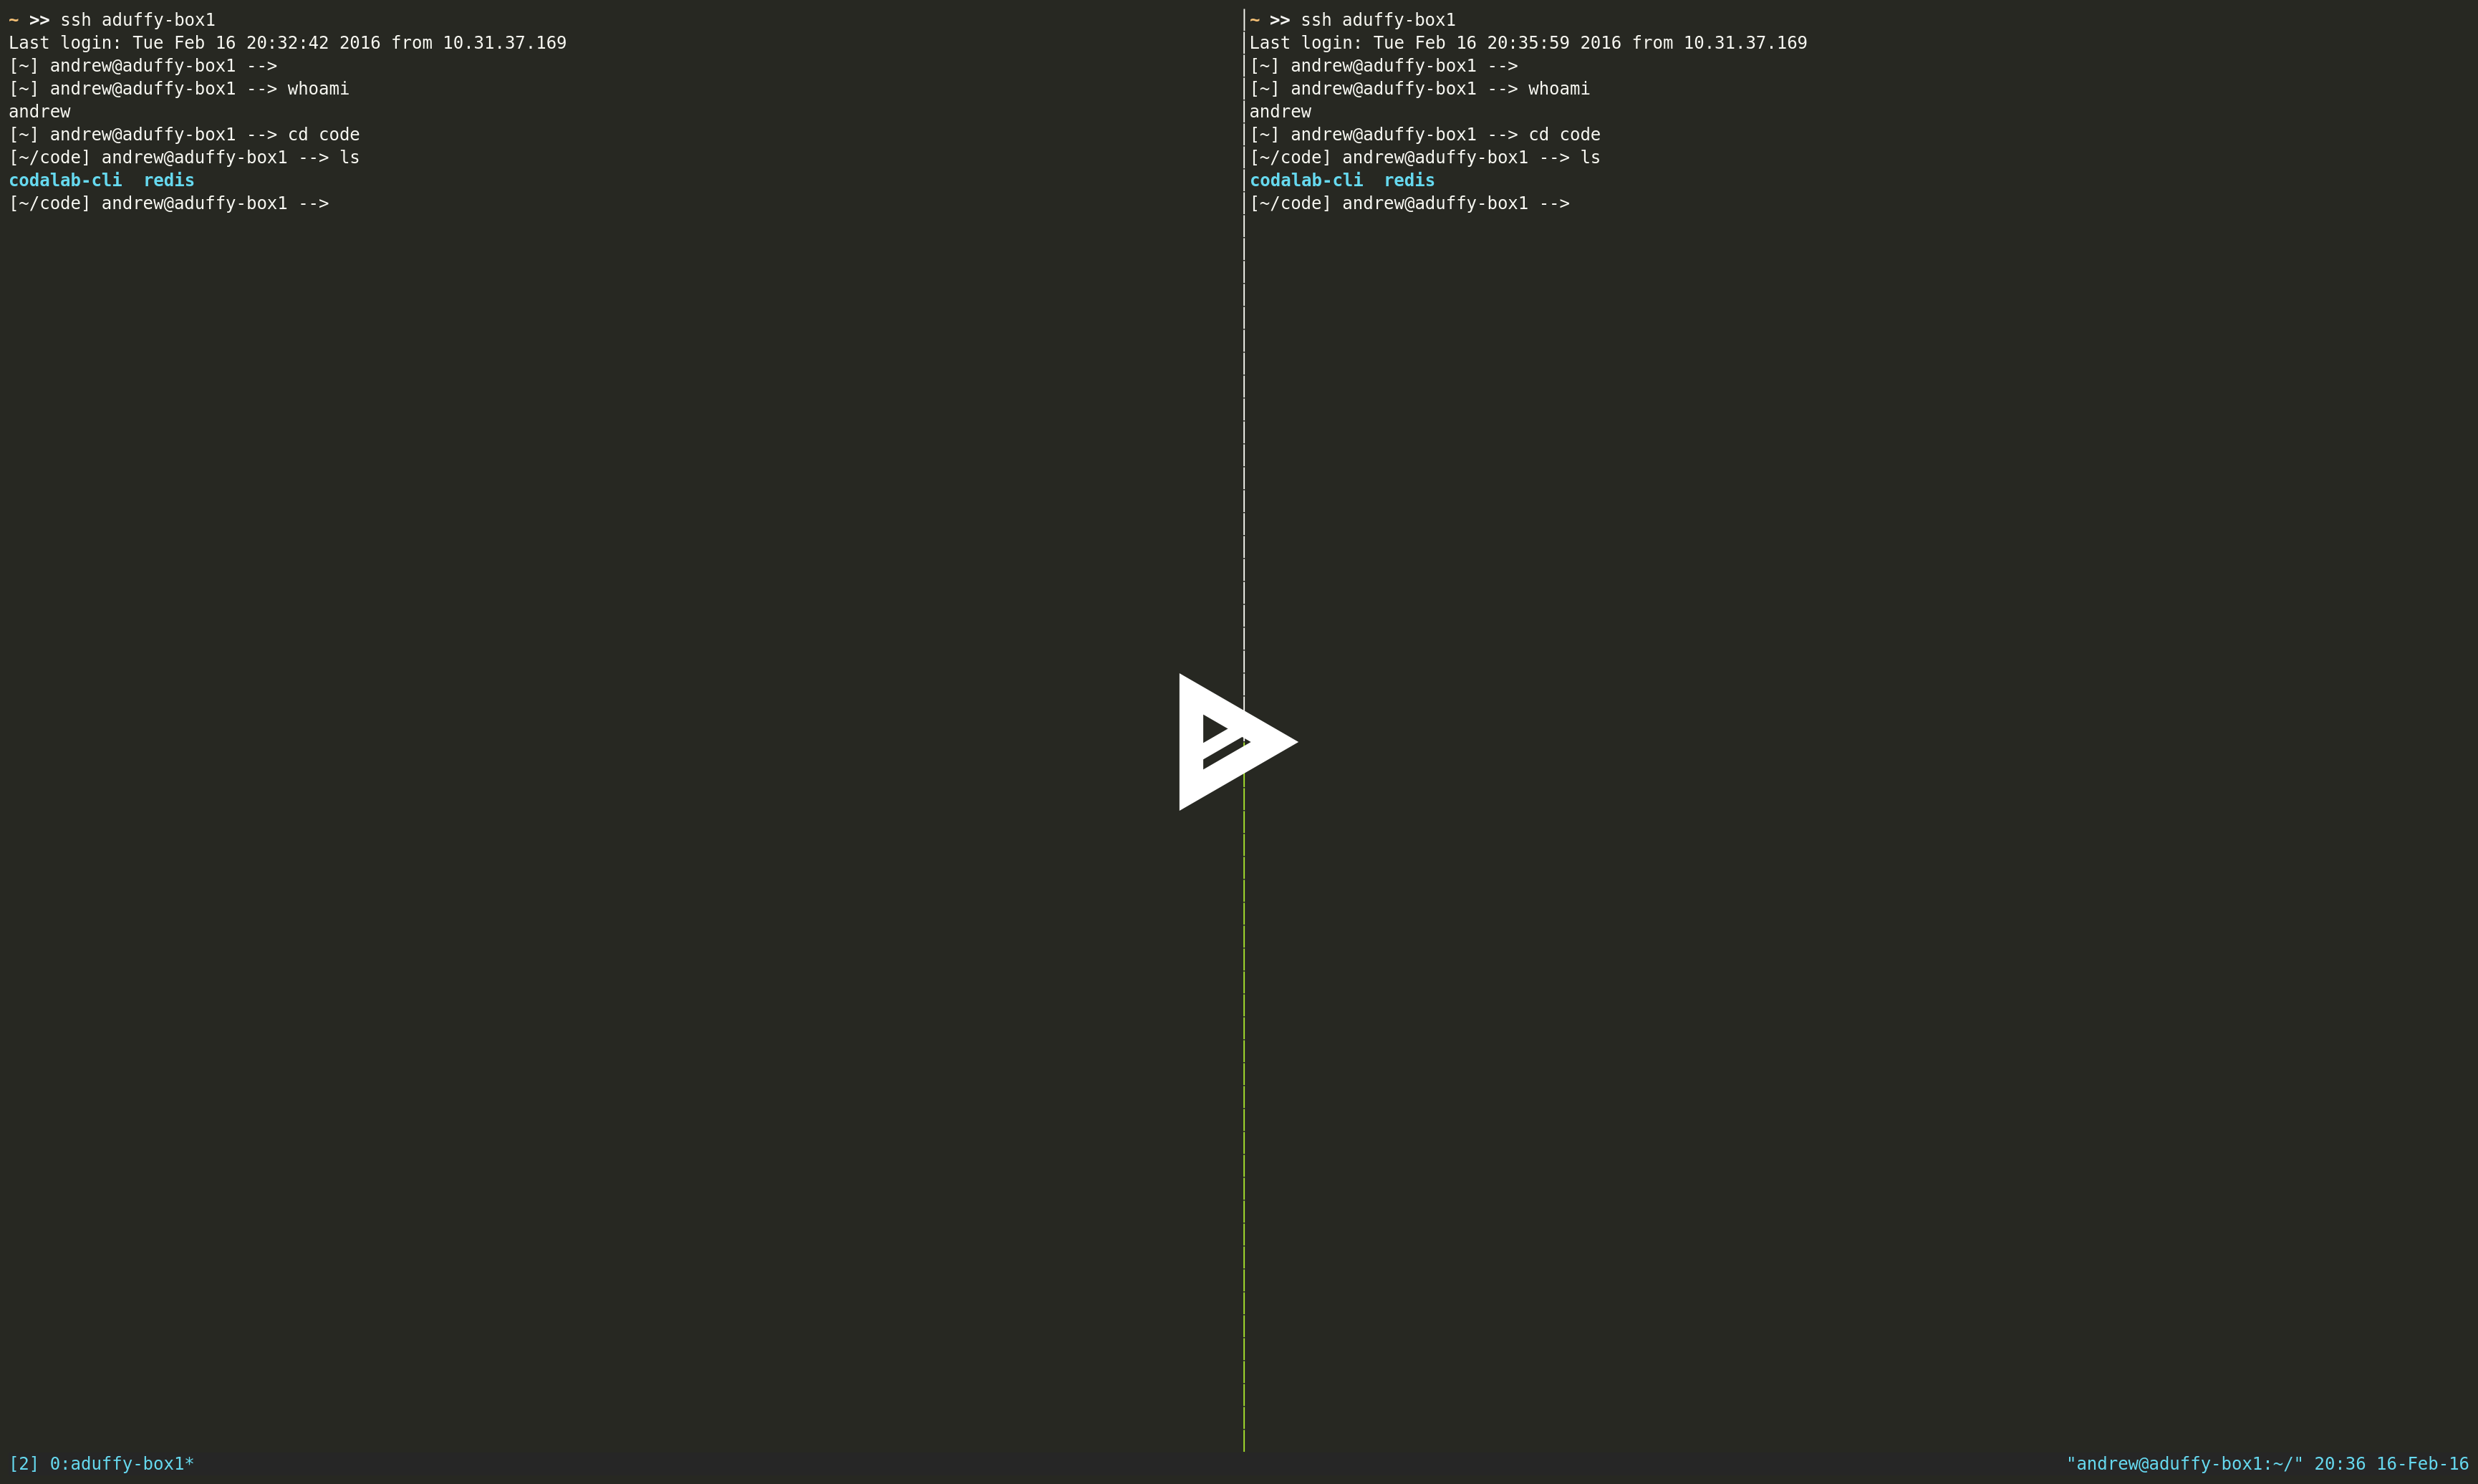 ~ >> ssh aduffy-box1
Last login: Tue Feb 16 20:32:42 2016 from 10.31.37.169
[~] andrew@aduffy-box1 -->
[~] andrew@aduffy-box1 --> whoami
andrew
[~] andrew@aduffy-box1 --> cd code
[~/code] andrew@aduffy-box1 --> ls
codalab-cli  redis
[~/code] andrew@aduffy-box1 -->
~ >> ssh aduffy-box1
Last login: Tue Feb 16 20:35:59 2016 from 10.31.37.169
[~] andrew@aduffy-box1 -->
[~] andrew@aduffy-box1 --> whoami
andrew
[~] andrew@aduffy-box1 --> cd code
[~/code] andrew@aduffy-box1 --> ls
codalab-cli  redis
[~/code] andrew@aduffy-box1 -->
[2] 0:aduffy-box1* "andrew@aduffy-box1:~/" 20:36 16-Feb-16